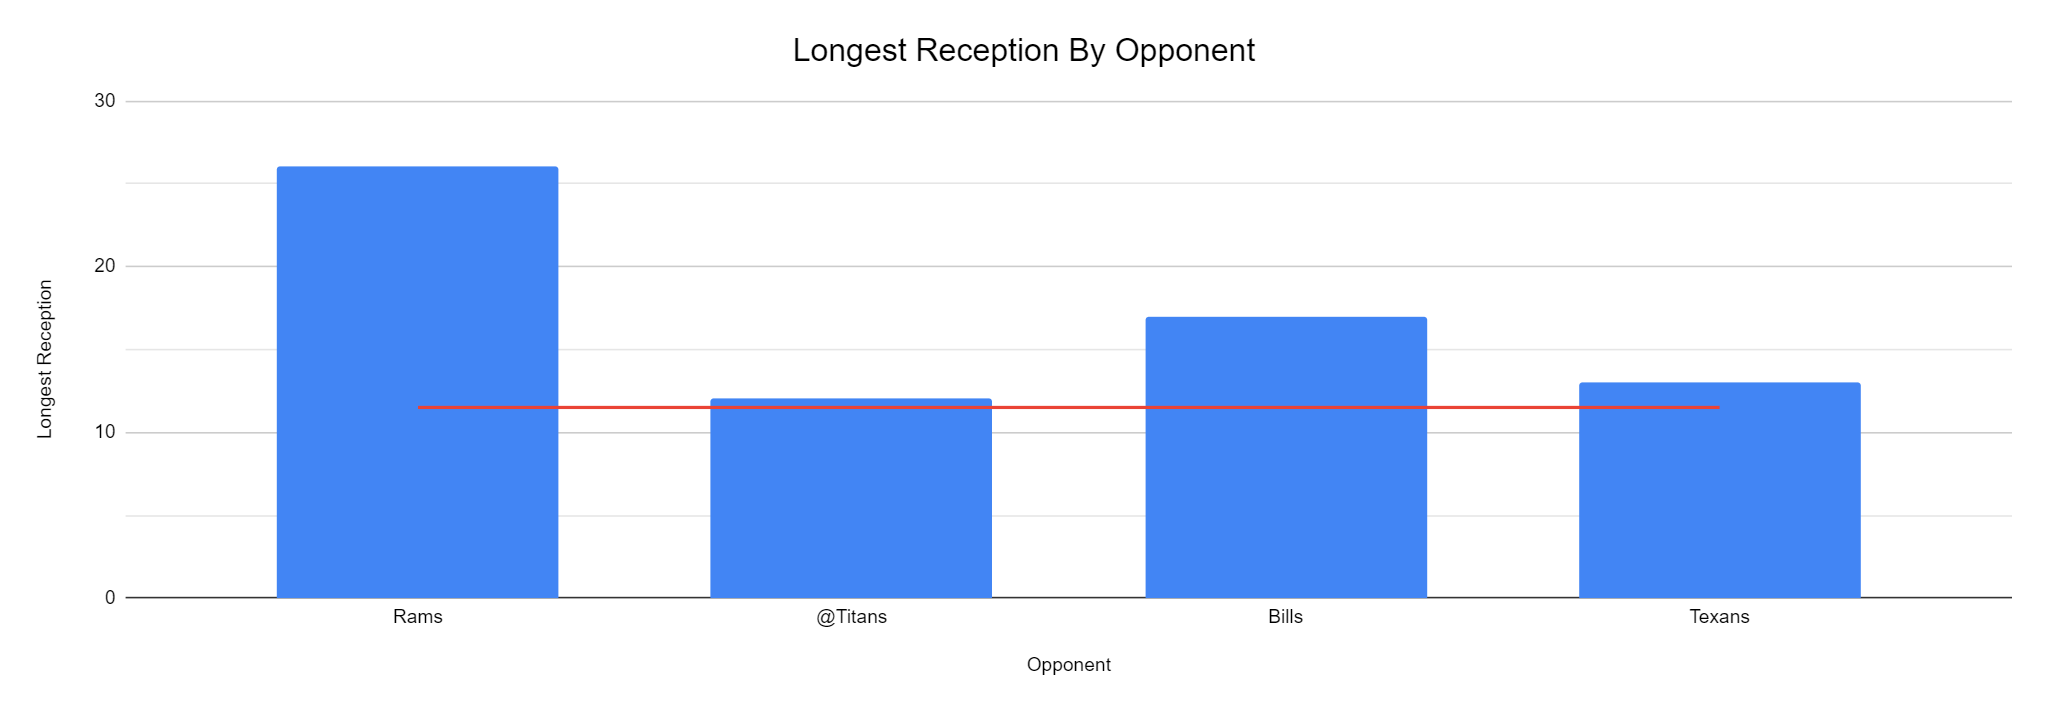 Longest Reception By Opponent
Longest Reception
30
20
10
0
Rams
@Titans
Bills
Texans
Opponent